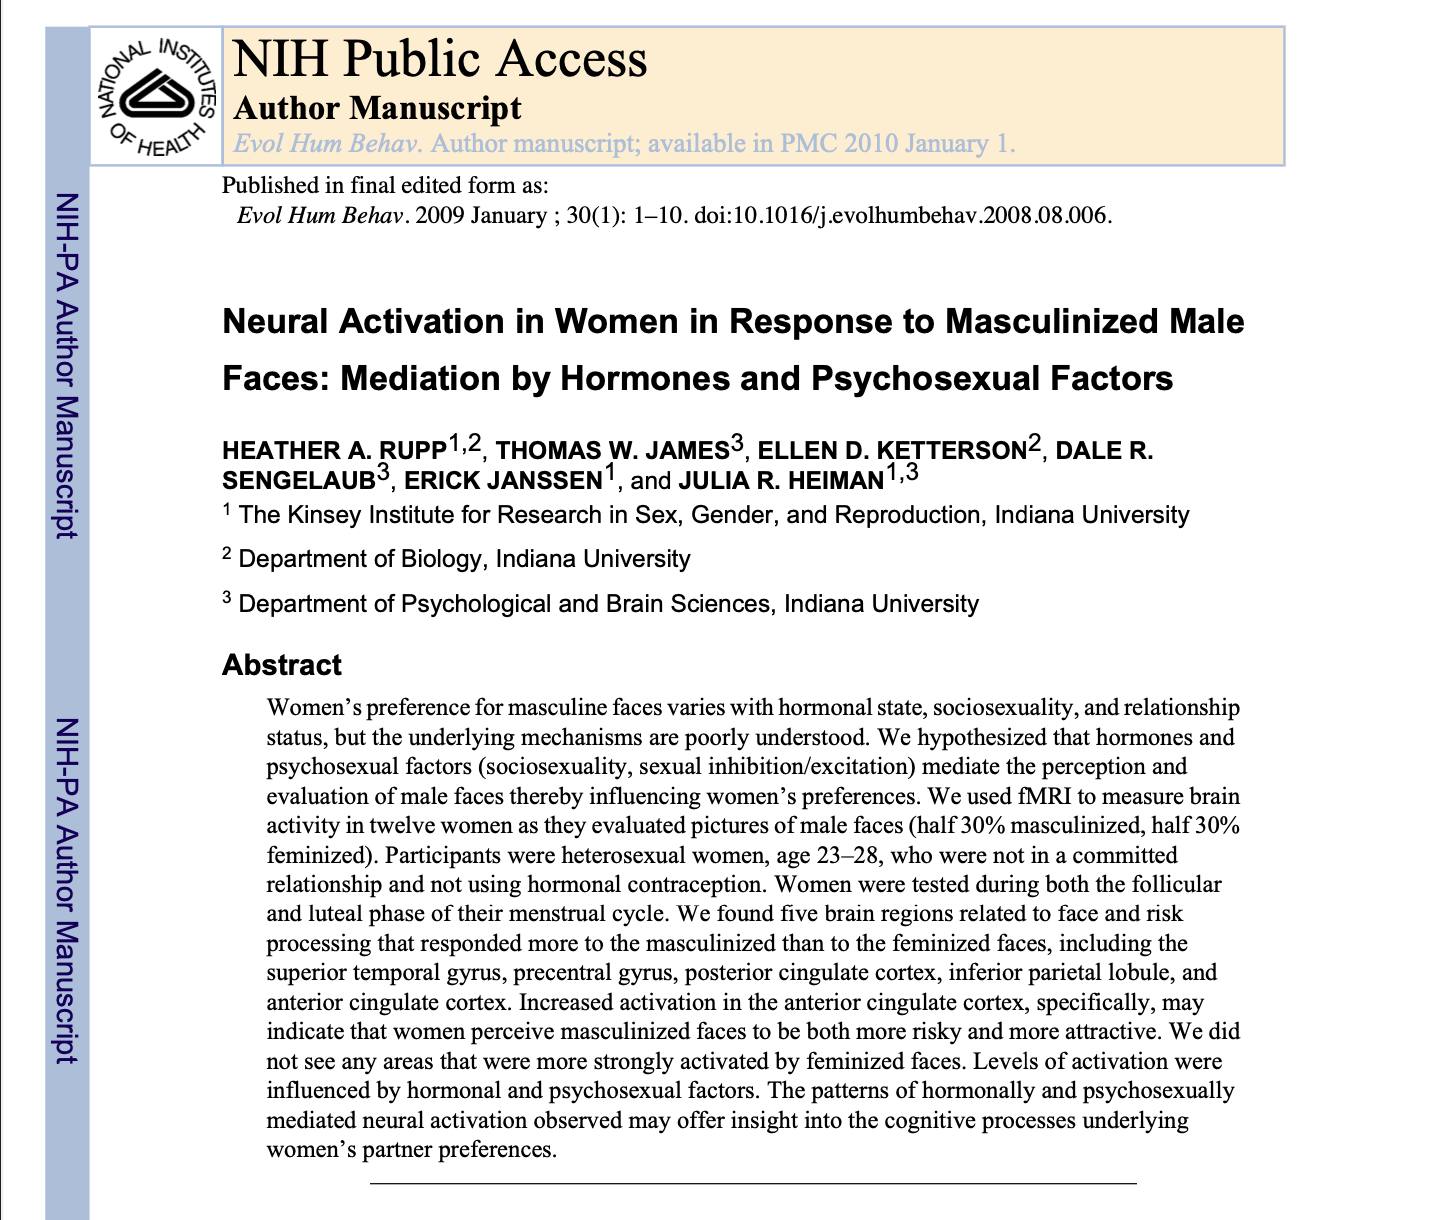 NATIONAL INSTITUTES OF HEALTH
NIH Public Access
Author Manuscript
Evol Hum Behav. Author manuscript; available in PMC 2010 January 1.
Published in final edited form as:
Evol Hum Behav. 2009 January ; 30(1): 1–10. doi:10.1016/j.evolhumbehav.2008.08.006.
Neural Activation in Women in Response to Masculinized Male
Faces: Mediation by Hormones and Psychosexual Factors
HEATHER A. RUPP1,2, THOMAS W. JAMES3, ELLEN D. KETTERSON2, DALE R.
SENGELAUB3, ERICK JANSSEN1, and JULIA R. HEIMAN1,3
1 The Kinsey Institute for Research in Sex, Gender, and Reproduction, Indiana University
2 Department of Biology, Indiana University
3 Department of Psychological and Brain Sciences, Indiana University
Abstract
Women’s preference for masculine faces varies with hormonal state, sociosexuality, and relationship
status, but the underlying mechanisms are poorly understood. We hypothesized that hormones and
psychosexual factors (sociosexuality, sexual inhibition/excitation) mediate the perception and
evaluation of male faces thereby influencing women’s preferences. We used fMRI to measure brain
activity in twelve women as they evaluated pictures of male faces (half 30% masculinized, half 30%
feminized). Participants were heterosexual women, age 23–28, who were not in a committed
relationship and not using hormonal contraception. Women were tested during both the follicular
and luteal phase of their menstrual cycle. We found five brain regions related to face and risk
processing that responded more to the masculinized than to the feminized faces, including the
superior temporal gyrus, precentral gyrus, posterior cingulate cortex, inferior parietal lobule, and
anterior cingulate cortex. Increased activation in the anterior cingulate cortex, specifically, may
indicate that women perceive masculinized faces to be both more risky and more attractive. We did
not see any areas that were more strongly activated by feminized faces. Levels of activation were
influenced by hormonal and psychosexual factors. The patterns of hormonally and psychosexually
mediated neural activation observed may offer insight into the cognitive processes underlying
women’s partner preferences.
NIH-PA Author Manuscript
NIH-PA Author Manuscript